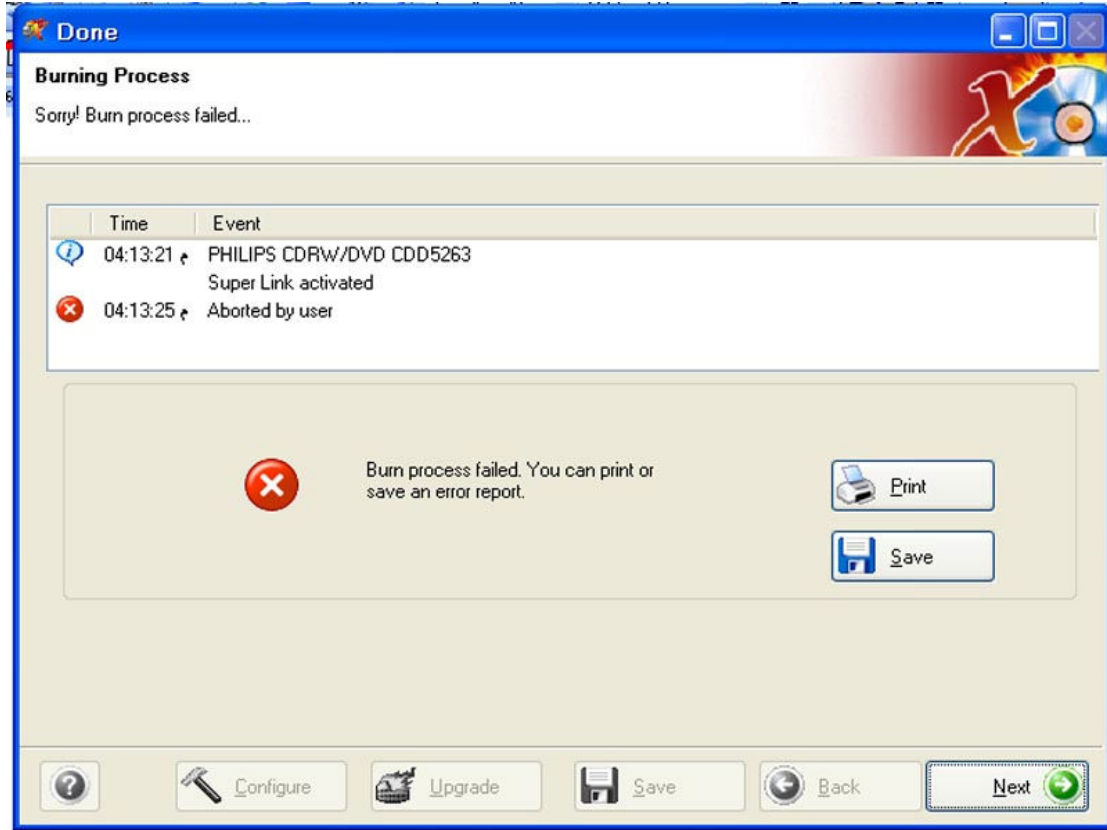 Done
Burning Process
Sorry! Burn process failed...
Time Event
04:13:21 م PHILIPS CDRW/DVD CDD5263
Super Link activated
04:13:25 م Aborted by user
Burn process failed. You can print or
save an error report.
Print
Save
Configure Upgrade Save Back Next